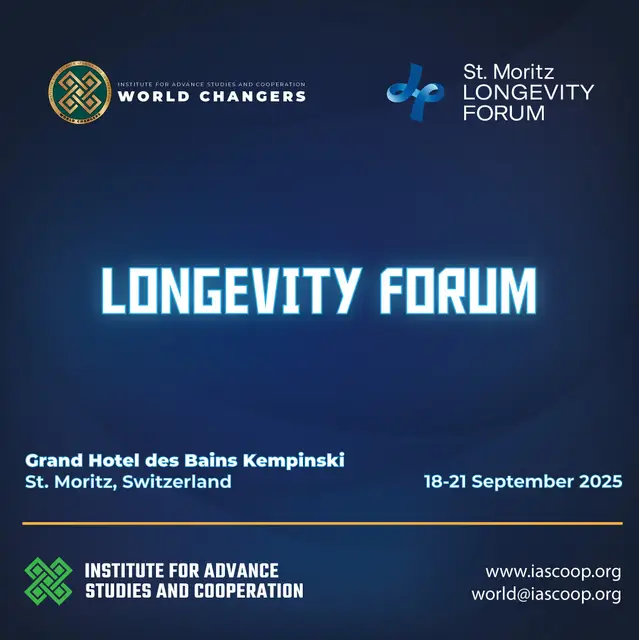 INSTITUTE FOR ADVANCE STUDIES AND COOPERATION
WORLD CHANGERS
St. Moritz
LONGEVITY
FORUM
LONGEVITY FORUM
Grand Hotel des Bains Kempinski
St. Moritz, Switzerland
18-21 September 2025
INSTITUTE FOR ADVANCE
STUDIES AND COOPERATION
www.iascoop.org
world@iascoop.org